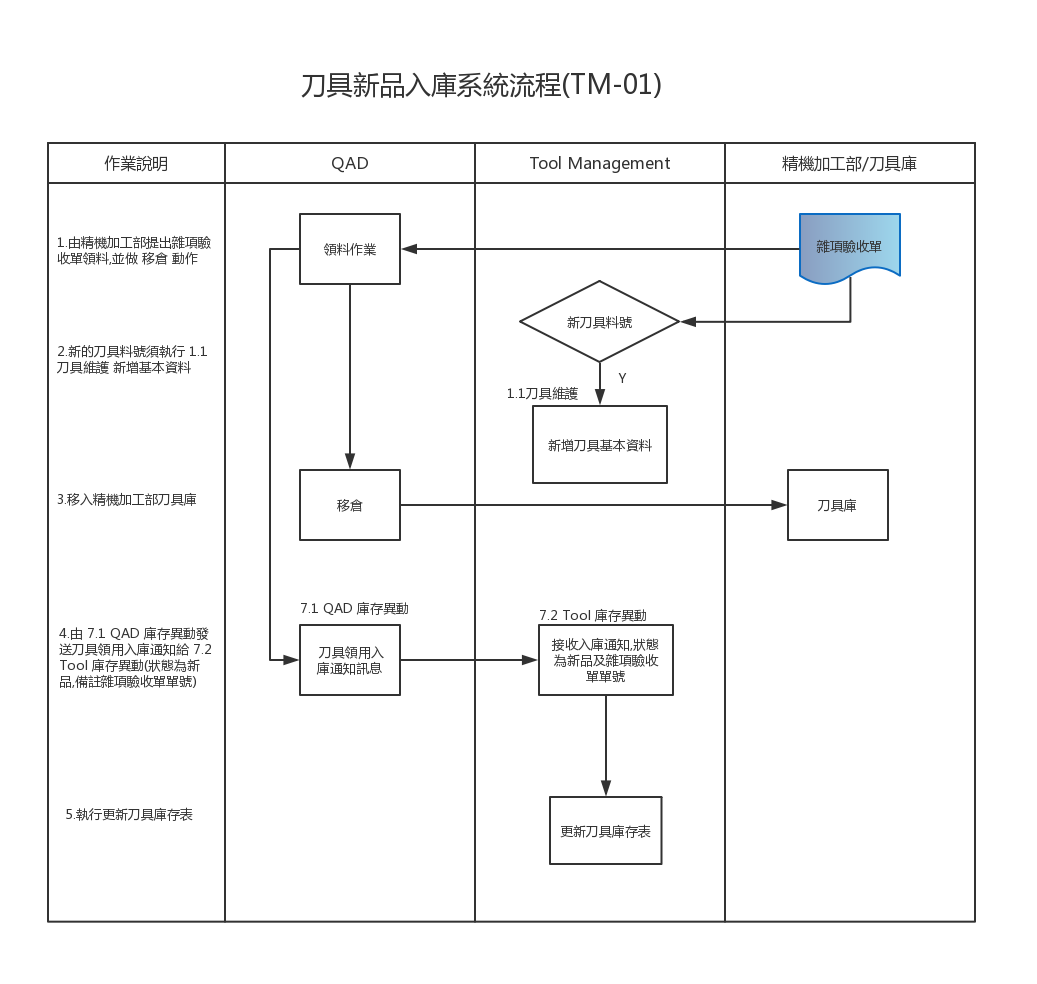 刀具新品入庫系統流程(TM-01)
作業說明
QAD
Tool Management
精機加工部/刀具庫
1.由精機加工部提出雜項驗
收單領料,並做 移倉 動作
領料作業
雜項驗收單
新刀具料號
2.新的刀具料號須執行 1.1
刀具維護 新增基本資料
Y
1.1刀具維護
新增刀具基本資料
3.移入精機加工部刃具庫
移倉
刀具庫
7.1 QAD 庫存異動
7.2 Tool 庫存異動
4.由 7.1 QAD 庫存異動發
送刀具領用入庫通知給 7.2
Tool 庫存異動(狀態為新
品,備註雜項驗收單單號)
刀具領用入
庫通知訊息
接收入庫通知,狀態
為新品及雜項驗收
單單號
5.執行更新刀具庫存表
更新刀具庫存表